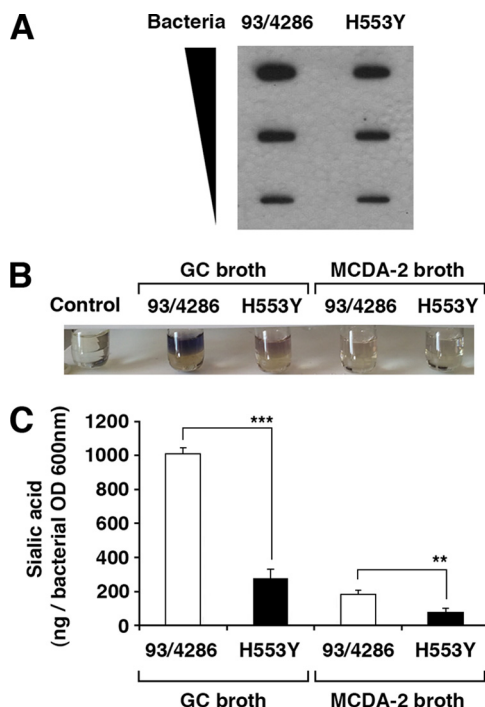 A
Bacteria 93/4286 H553Y
B
GC broth MCDA-2 broth
Control 93/4286 H553Y 93/4286 H553Y
C
Sialic acid
(ng / bacterial OD 600nm)
1200
1000
800
600
400
200
0
***
**
93/4286 H553Y 93/4286 H553Y
GC broth MCDA-2 broth